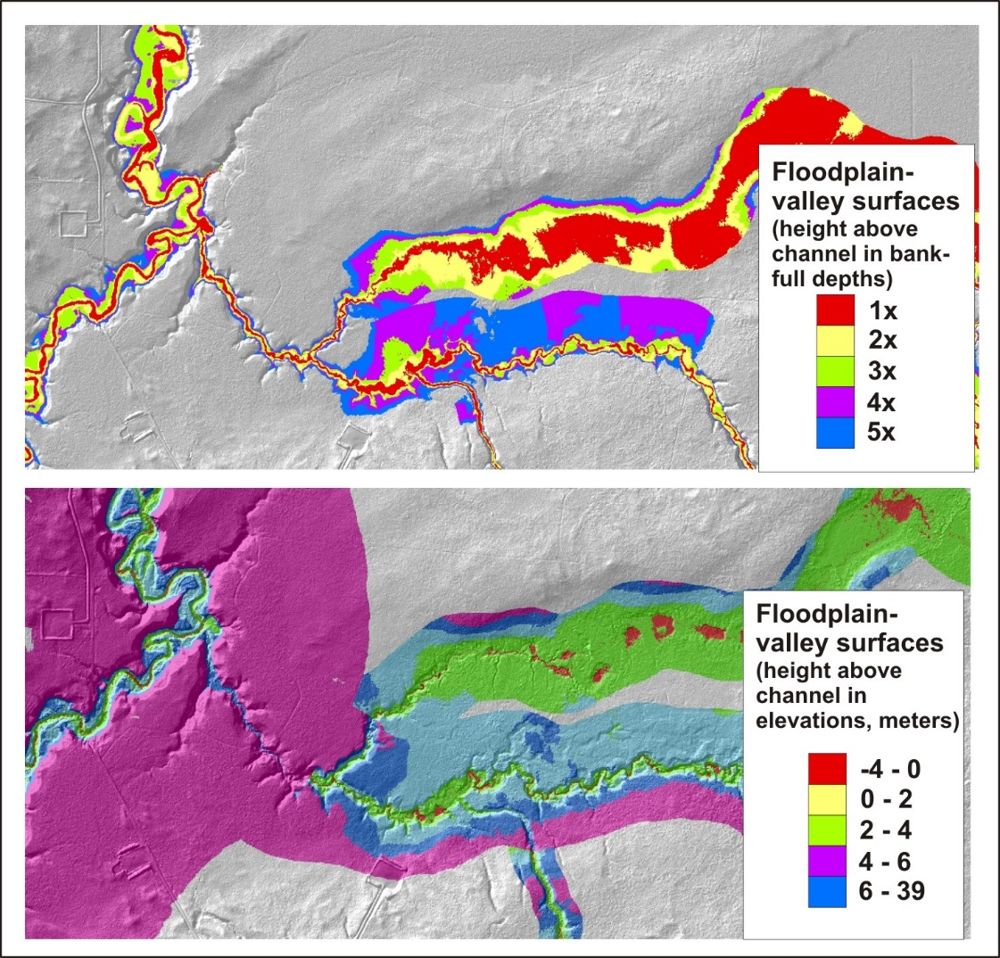 Floodplain-
valley surfaces
(height above
channel in bank-
full depths)
1x
2x
3x
4x
5x
Floodplain-
valley surfaces
(height above
channel in
elevations, meters)
-4 - 0
0 - 2
2 - 4
4 - 6
6 - 39